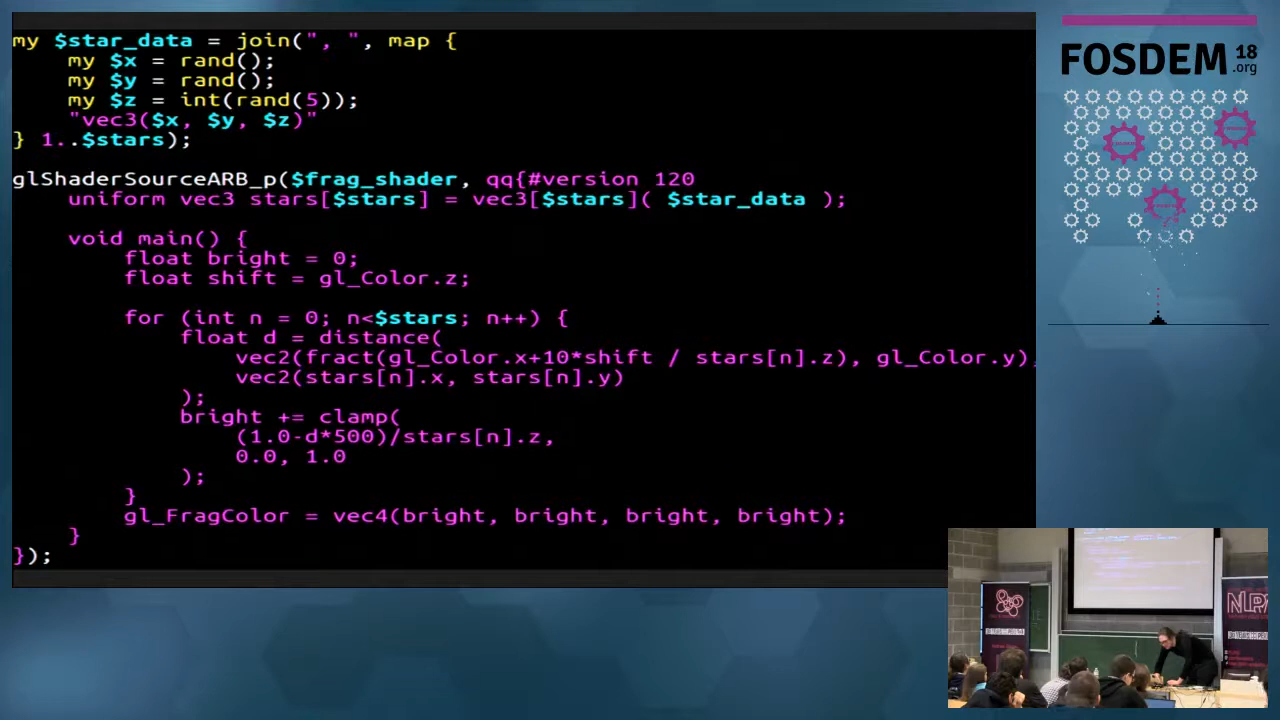 my $star_data = join(", ", map {
my $x = rand();
my $y = rand();
my $z = int(rand(5));
"vec3($x, $y, $z)"
} 1..$stars);
glShaderSourceARB_p($frag_shader, qq{#version 120
uniform vec3 stars[$stars] = vec3[$stars]( $star_data );
void main() {
float bright = 0;
float shift = gl_Color.z;
for (int n = 0; n<$stars; n++) {
float d = distance(
vec2(fract(gl_Color.x+10*shift / stars[n].z), gl_Color.y),
vec2(stars[n].x, stars[n].y)
);
bright += clamp(
(1.0-d*500)/stars[n].z,
0.0, 1.0
);
}
gl_FragColor = vec4(bright, bright, bright, bright);
}
});
FOSDEM 18
.org